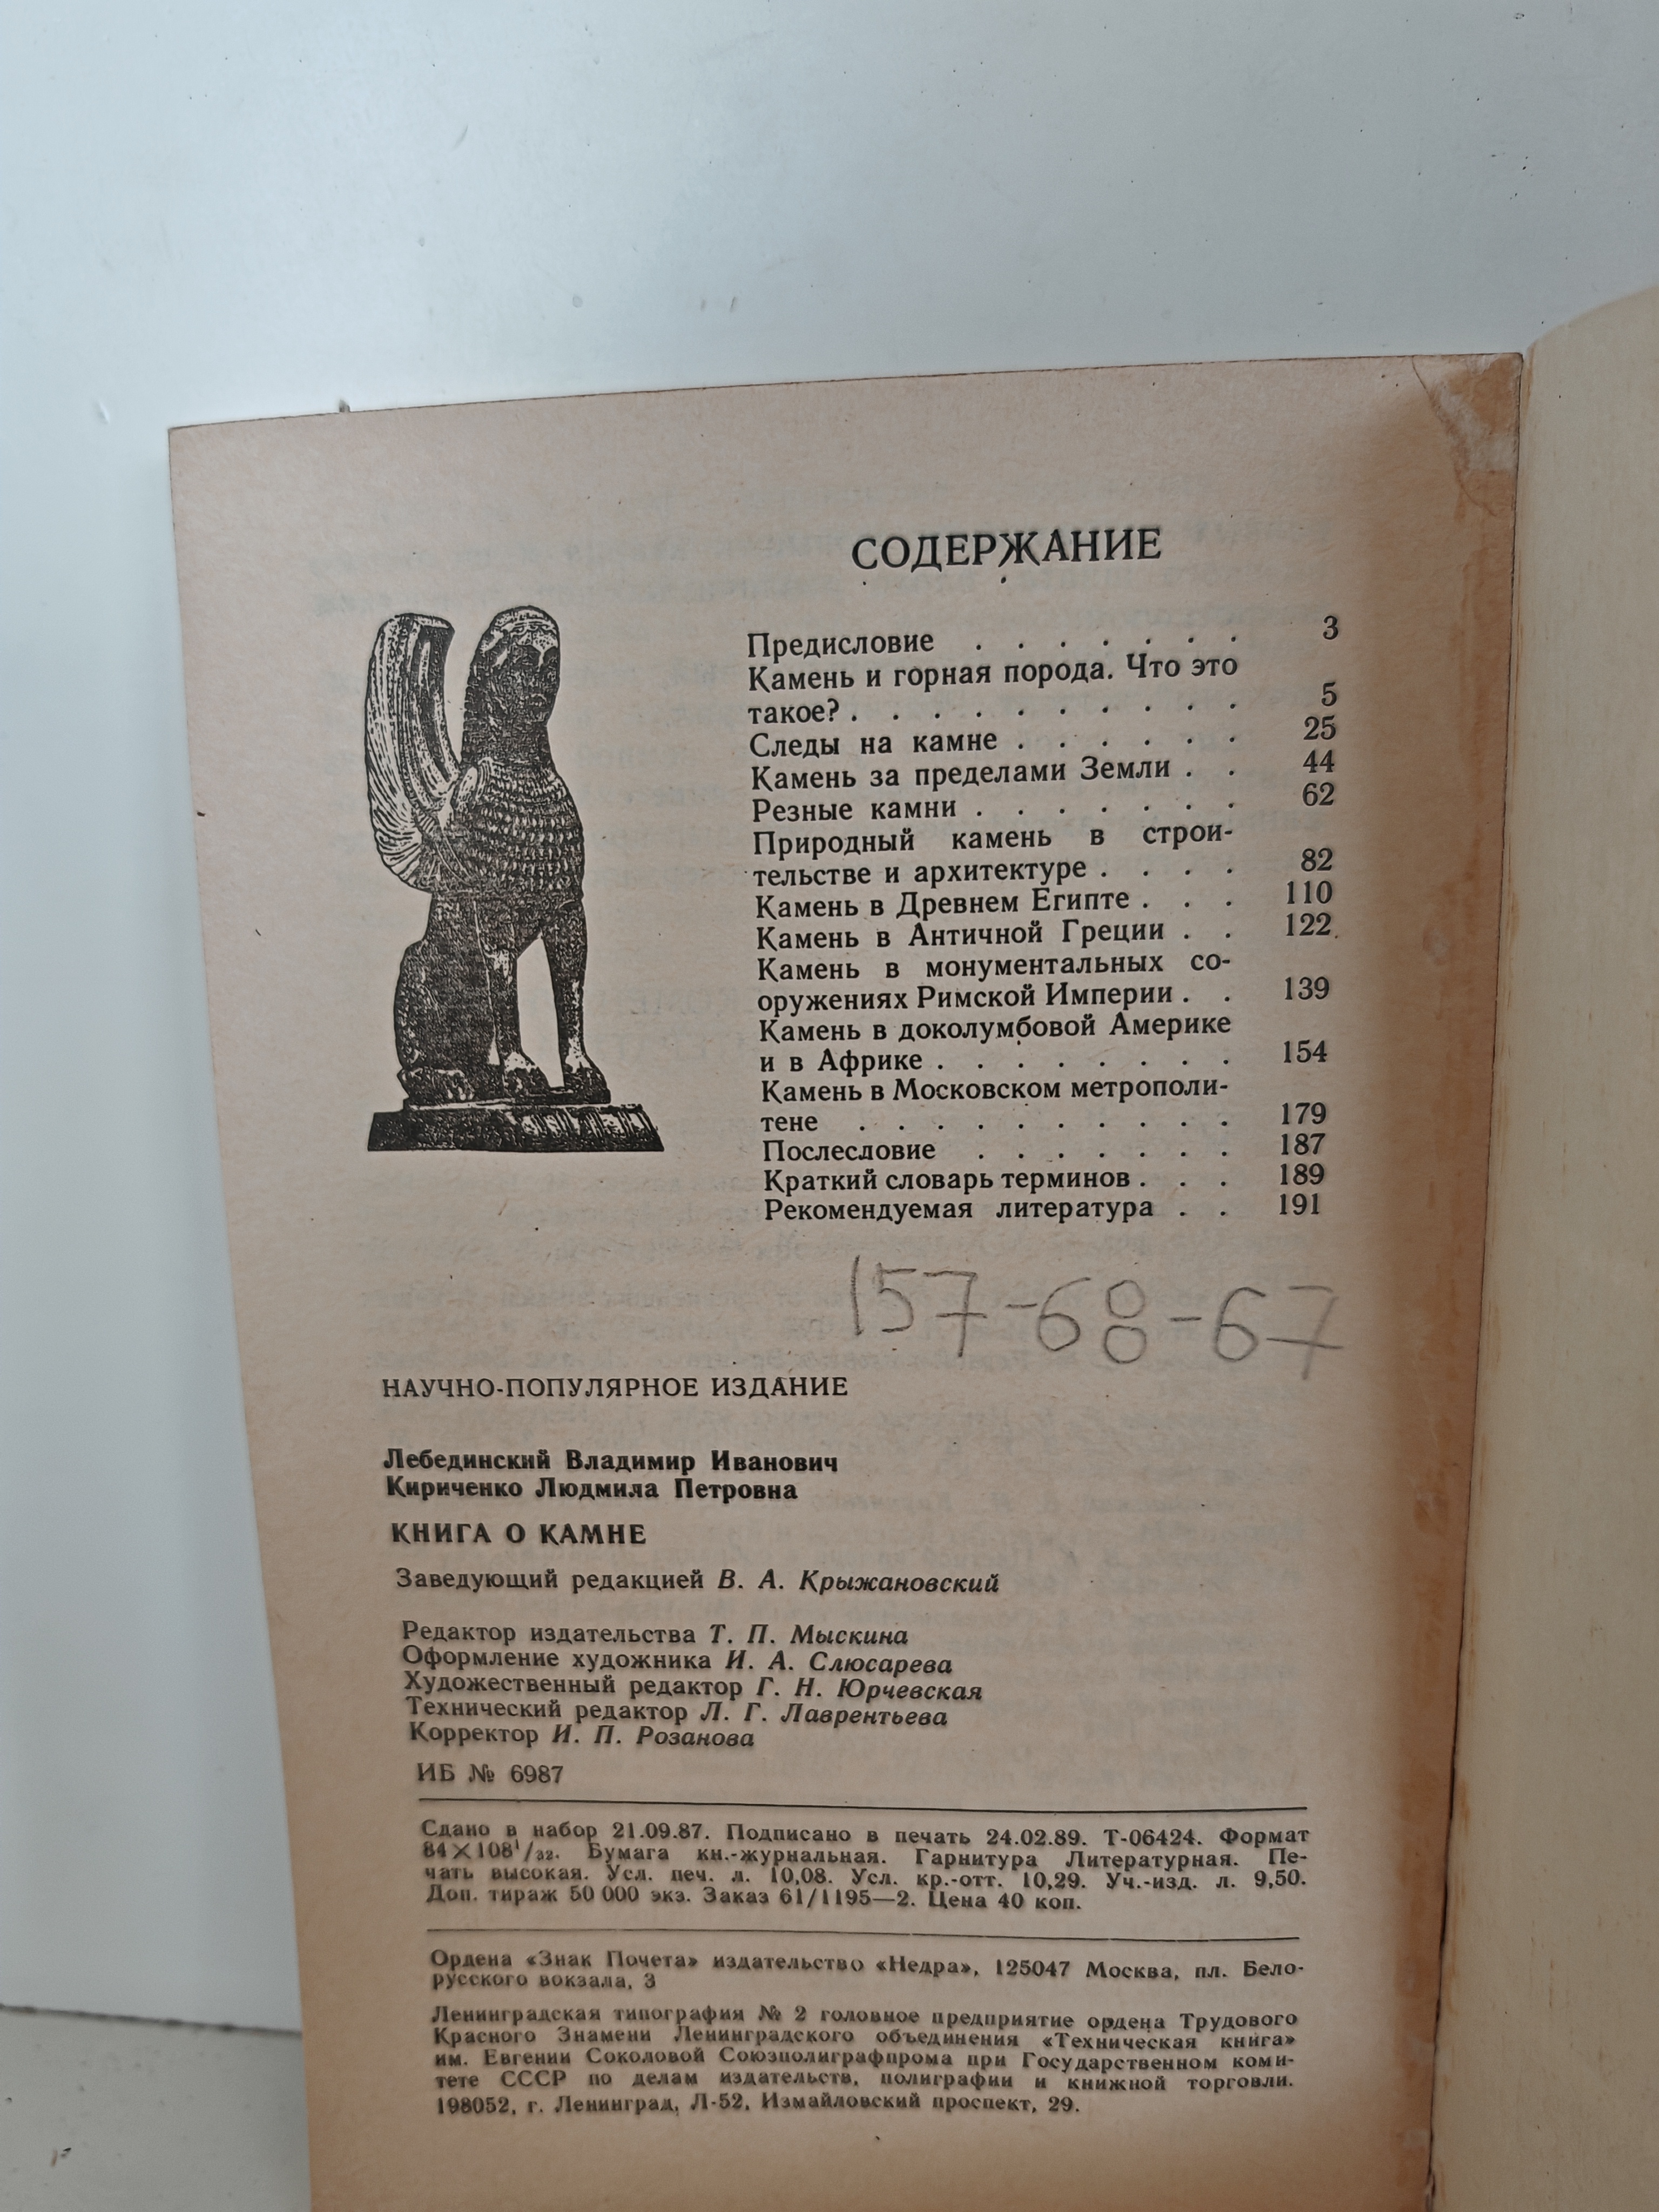 СОДЕРЖАНИЕ
Предисловие . . . . . . 3
Камень и горная порода. Что это
такое? . . . . . . . . . . 5
Следы на камне . . . . . . 25
Камень за пределами Земли . . 44
Резные камни . . . . . . . 62
Природный камень в строи-
тельстве и архитектуре . . . . 82
Камень в Древнем Египте . . . 110
Камень в Античной Греции . . 122
Камень в монументальных со-
оружениях Римской Империи . . 139
Камень в доколумбовой Америке
и в Африке . . . . . . . . 154
Камень в Московском метрополи-
тене . . . . . . . . . . 179
Послесловие . . . . . . . 187
Краткий словарь терминов . . . 189
Рекомендуемая литература . . 191
157-68-67
НАУЧНО-ПОПУЛЯРНОЕ ИЗДАНИЕ
Лебединский Владимир Иванович
Кириченко Людмила Петровна
КНИГА О КАМНЕ
Заведующий редакцией В. А. Крыжановский
Редактор издательства Т. П. Мыскина
Оформление художника И. А. Слюсарева
Художественный редактор Г. Н. Юрчевская
Технический редактор Л. Г. Лаврентьева
Корректор И. П. Розанова
ИБ № 6987
Сдано в набор 21.09.87. Подписано в печать 24.02.89. Т-06424. Формат
84×108¹/₃₂. Бумага кн.-журнальная. Гарнитура Литературная. Пе-
чать высокая. Усл. печ. л. 10,08. Усл. кр.-отт. 10,29. Уч.-изд. л. 9,50.
Доп. тираж 50 000 экз. Заказ 61/1195—2. Цена 40 коп.
Ордена «Знак Почета» издательство «Недра», 125047 Москва, пл. Бело-
русского вокзала, 3
Ленинградская типография № 2 головное предприятие ордена Трудового
Красного Знамени Ленинградского объединения «Техническая книга»
им. Евгении Соколовой Союзполиграфпрома при Государственном коми-
тете СССР по делам издательств, полиграфии и книжной торговли.
198052, г. Ленинград, Л-52, Измайловский проспект, 29.